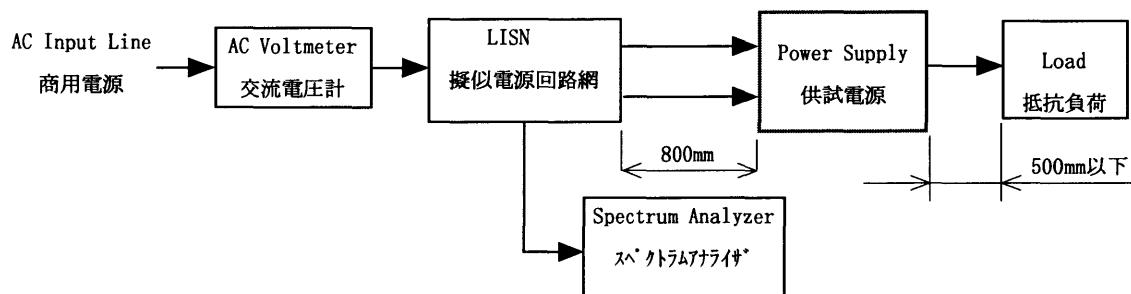 AC Input Line
商用電源
AC Voltmeter
交流電圧計
LISN
擬似電源回路網
Power Supply
供試電源
Load
抵抗負荷
800mm
500mm以下
Spectrum Analyzer
ｽﾍﾟｸﾄﾗﾑｱﾅﾗｲｻﾞ